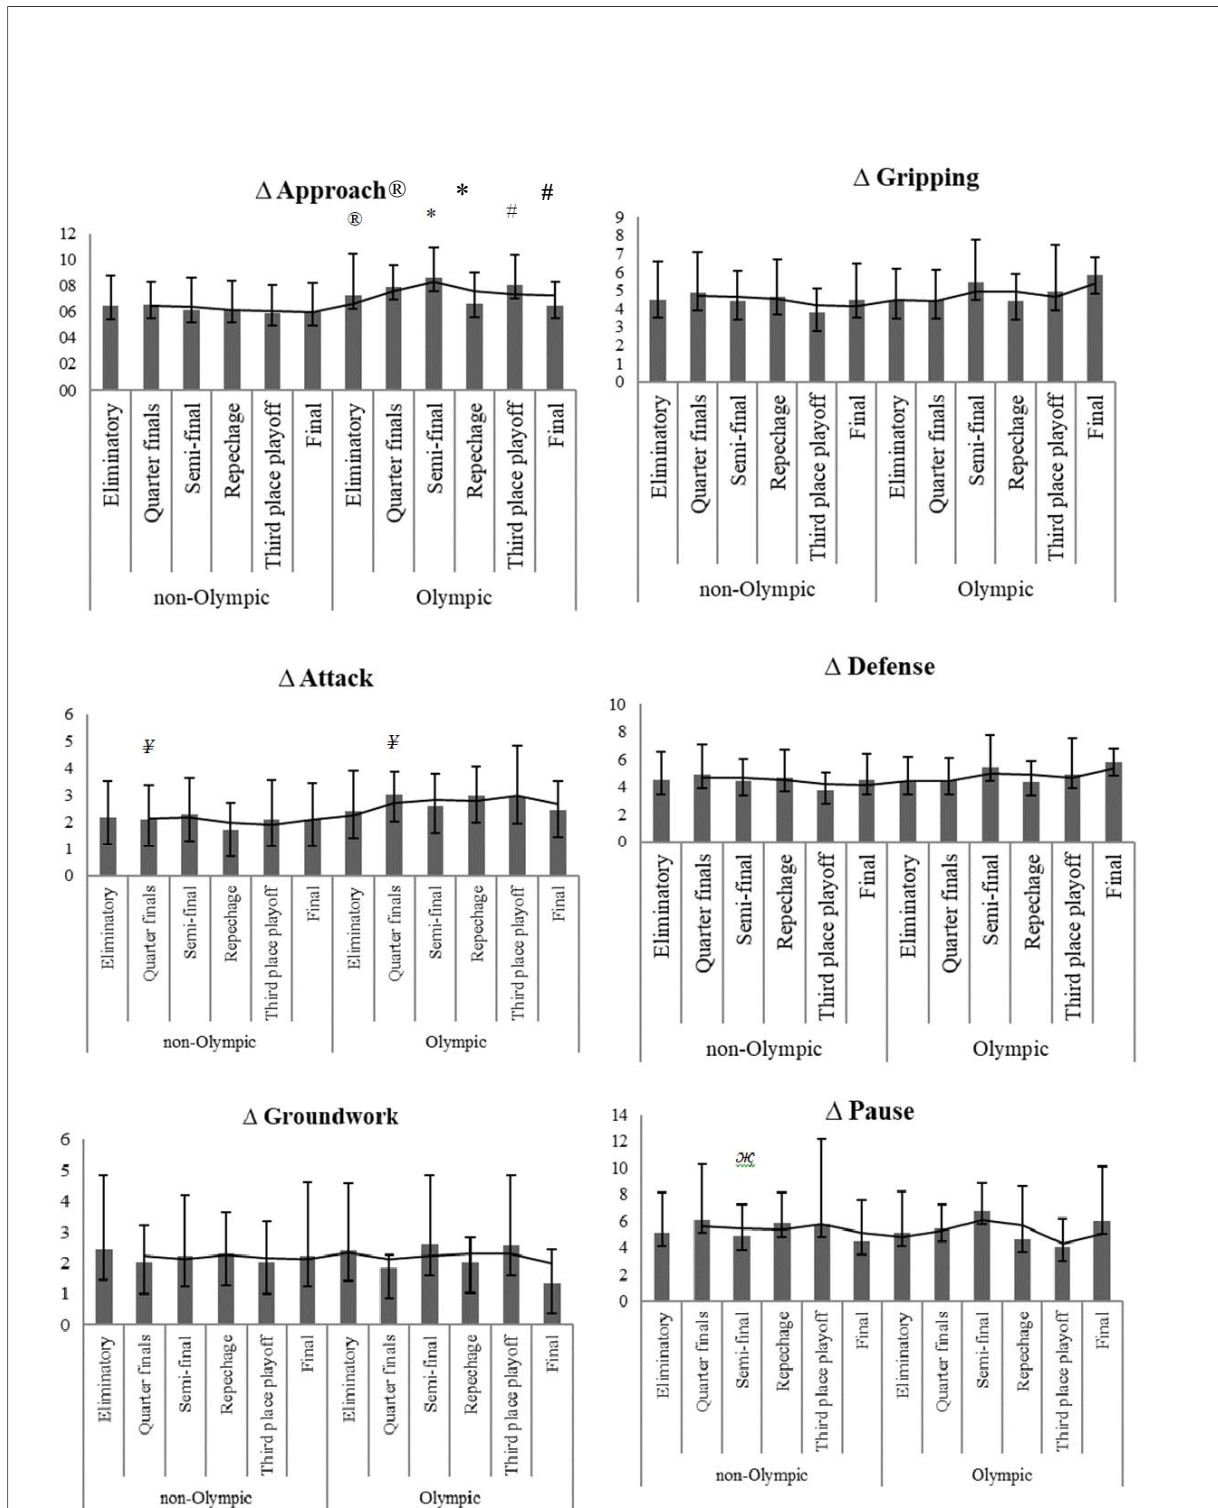 Δ Approach® * #
® * #
12
10
08
06
04
02
00
Eliminatory
Quarter finals
Semi-final
Repechage
Third place playoff
Final
Eliminatory
Quarter finals
Semi-final
Repechage
Third place playoff
Final
non-Olympic
Olympic
Δ Gripping
9
8
7
6
5
4
3
2
1
0
Eliminatory
Quarter finals
Semi-final
Repechage
Third place playoff
Final
Eliminatory
Quarter finals
Semi-final
Repechage
Third place playoff
Final
non-Olympic
Olympic
Δ Attack
¥ ¥
6
5
4
3
2
1
0
Eliminatory
Quarter finals
Semi-final
Repechage
Third place playoff
Final
Eliminatory
Quarter finals
Semi-final
Repechage
Third place playoff
Final
non-Olympic
Olympic
Δ Defense
10
8
6
4
2
0
Eliminatory
Quarter finals
Semi-final
Repechage
Third place playoff
Final
Eliminatory
Quarter finals
Semi-final
Repechage
Third place playoff
Final
non-Olympic
Olympic
Δ Groundwork
6
5
4
3
2
1
0
Eliminatory
Quarter finals
Semi-final
Repechage
Third place playoff
Final
Eliminatory
Quarter finals
Semi-final
Repechage
Third place playoff
Final
non-Olympic
Olympic
Δ Pause
ж
14
12
10
8
6
4
2
0
Eliminatory
Quarter finals
Semi-final
Repechage
Third place playoff
Final
Eliminatory
Quarter finals
Semi-final
Repechage
Third place playoff
Final
non-Olympic
Olympic